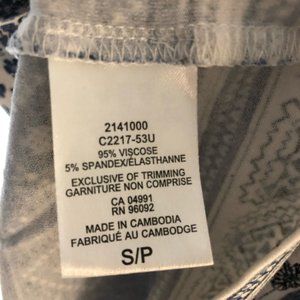 2141000
C2217-53U
95% VISCOSE
5% SPANDEX/ÉLASTHANNE
EXCLUSIVE OF TRIMMING
GARNITURE NON COMPRISE
CA 04991
RN 96092
MADE IN CAMBODIA
FABRIQUÉ AU CAMBODGE
S/P